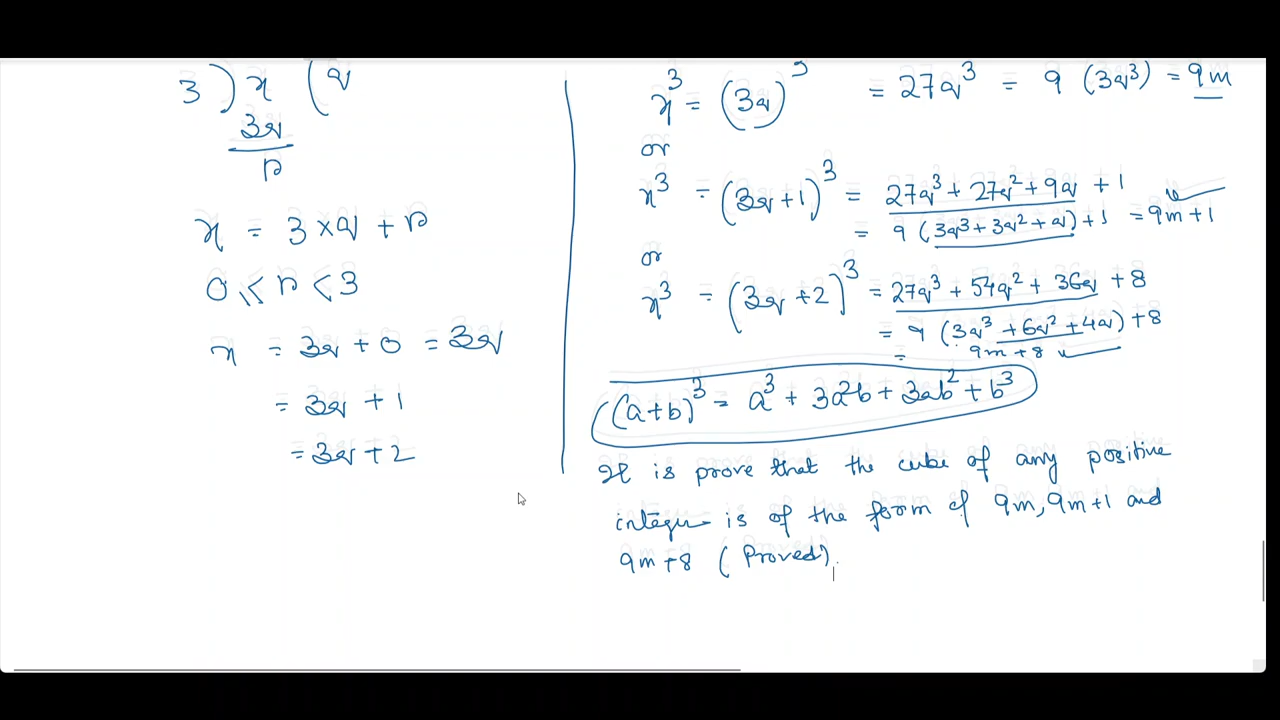 3 ) x ( q
3q
r
x = 3 × q + r
0 ≤ r < 3
x = 3q + 0 = 3q
= 3q + 1
= 3q + 2
x³ = (3q)³ = 27q³ = 9 (3q³) = 9m
or
x³ = (3q + 1)³ = 27q³ + 27q² + 9q + 1
= 9 (3q³ + 3q² + q) + 1 = 9m + 1
or
x³ = (3q + 2)³ = 27q³ + 54q² + 36q + 8
= 9 (3q³ + 6q² + 4q) + 8
= 9m + 8
(a+b)³ = a³ + 3a²b + 3ab² + b³
It is prove that the cube of any positive
integer is of the form of 9m, 9m+1 and
9m+8 (Proved)